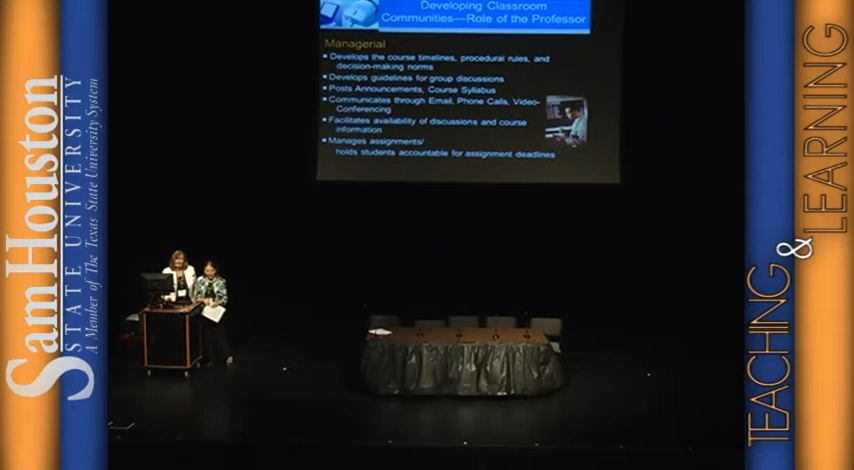 Sam Houston
STATE UNIVERSITY
A Member of The Texas State University System
Developing Classroom
Communities—Role of the Professor
Managerial
▪ Develops the course timelines, procedural rules, and
decision-making norms
▪ Develops guidelines for group discussions
▪ Posts Announcements, Course Syllabus
▪ Communicates through Email, Phone Calls, Video-
Conferencing
▪ Facilitates availability of discussions and course
information
▪ Manages assignments/
holds students accountable for assignment deadlines
TEACHING & LEARNING